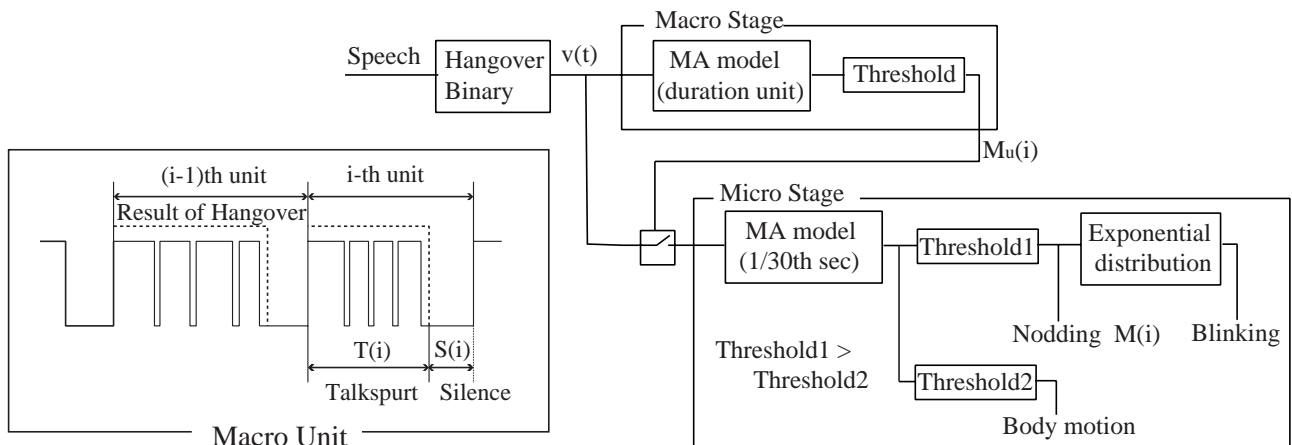 Macro Stage
Speech
Hangover
Binary
v(t)
MA model
(duration unit)
Threshold
Mu(i)
(i-1)th unit
i-th unit
Result of Hangover
T(i)
S(i)
Talkspurt
Silence
Macro Unit
Micro Stage
MA model
(1/30th sec)
Threshold1
Exponential
distribution
Nodding M(i)
Blinking
Threshold1 >
Threshold2
Threshold2
Body motion